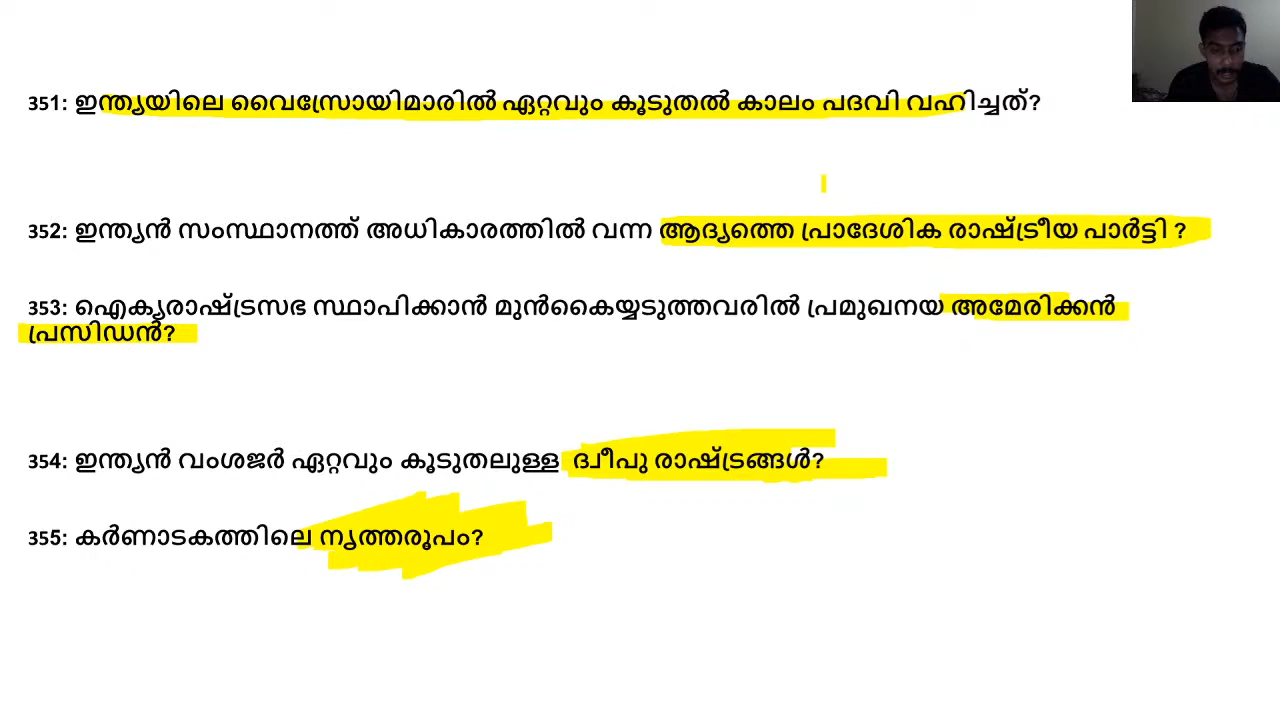 351: ഇന്ത്യയിലെ വൈസ്രോയിമാരിൽ ഏറ്റവും കൂടുതൽ കാലം പദവി വഹിച്ചത്?
352: ഇന്ത്യൻ സംസ്ഥാനത്ത് അധികാരത്തിൽ വന്ന ആദ്യത്തെ പ്രാദേശിക രാഷ്ട്രീയ പാർട്ടി ?
353: ഐക്യരാഷ്ട്രസഭ സ്ഥാപിക്കാൻ മുൻകൈയ്യടുത്തവരിൽ പ്രമുഖനയ അമേരിക്കൻ
പ്രസിഡൻ?
354: ഇന്ത്യൻ വംശജർ ഏറ്റവും കൂടുതലുള്ള ദ്വീപു രാഷ്ട്രങ്ങൾ?
355: കർണാടകത്തിലെ നൃത്തരൂപം?